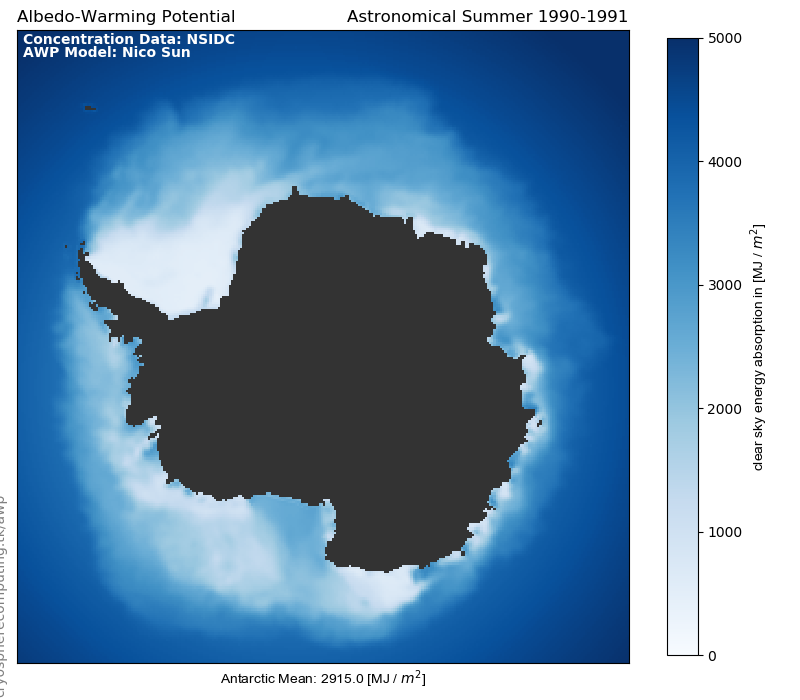 Albedo-Warming Potential
Astronomical Summer 1990-1991
Concentration Data: NSIDC
AWP Model: Nico Sun
5000
4000
3000
2000
1000
0
clear sky energy absorption in [MJ / m²]
cryospherecomputing.tk/awp
Antarctic Mean: 2915.0 [MJ / m²]